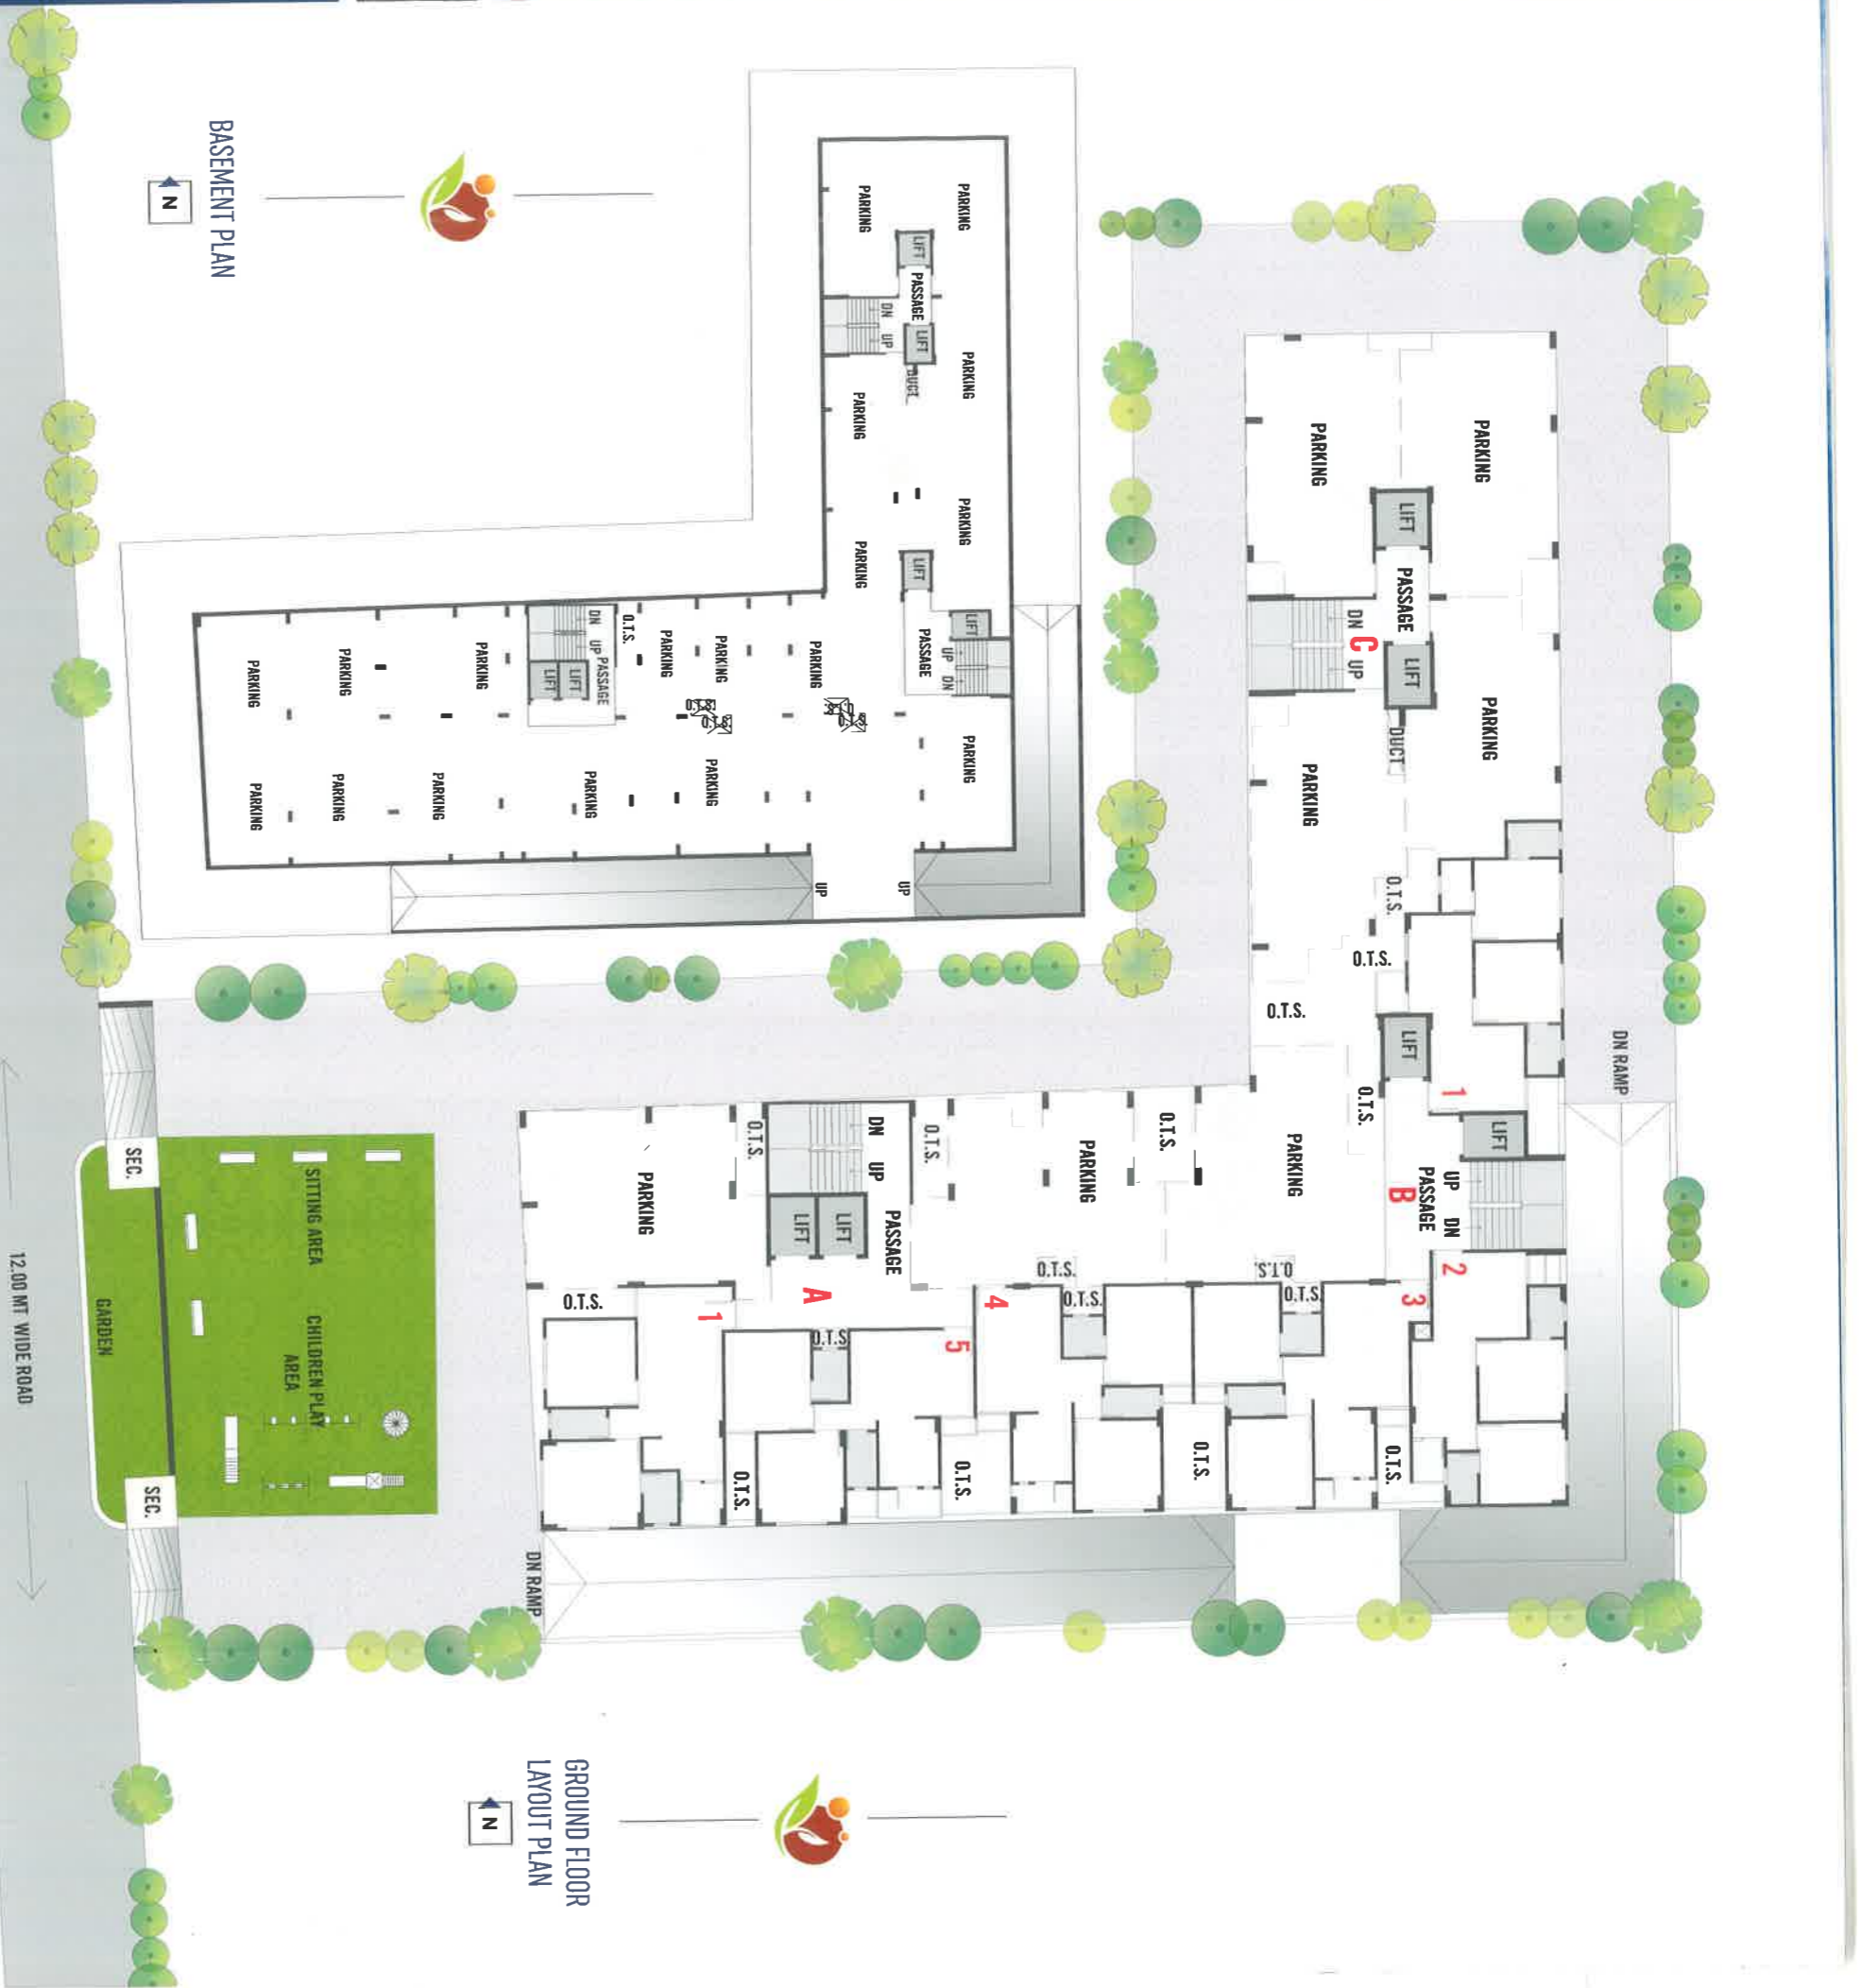 DN RAMP
LIFT
UP DN
PASSAGE
B
1
2
3
PARKING
PARKING
LIFT
PASSAGE
LIFT
DUCT
O.T.S.
O.T.S.
LIFT
O.T.S.
DN C UP
PARKING
PARKING
O.T.S.
PARKING
O.T.S.
O.T.S.
O.T.S.
O.T.S.
O.T.S.
O.T.S.
PARKING
O.T.S.
O.T.S.
4
5
O.T.S.
O.T.S.
PASSAGE
DN UP
LIFT
LIFT
A
O.T.S.
O.T.S.
O.T.S.
1
PARKING
O.T.S.
DN RAMP
SITTING AREA
CHILDREN PLAY
AREA
SEC.
GARDEN
SEC.
12.00 MT WIDE ROAD
GROUND FLOOR
LAYOUT PLAN
N
PARKING
PARKING
PARKING
PARKING
LIFT
PASSAGE
LIFT
DUCT
LIFT
LIFT
PASSAGE
UP DN
DN UP
PARKING
PARKING
PARKING
UP
UP
PARKING
O.T.S.
PARKING
PARKING
O.T.S.
O.T.S.
PARKING
O.T.S.
DN UP
PASSAGE
LIFT
LIFT
PARKING
PARKING
PARKING
PARKING
PARKING
PARKING
PARKING
BASEMENT PLAN
N